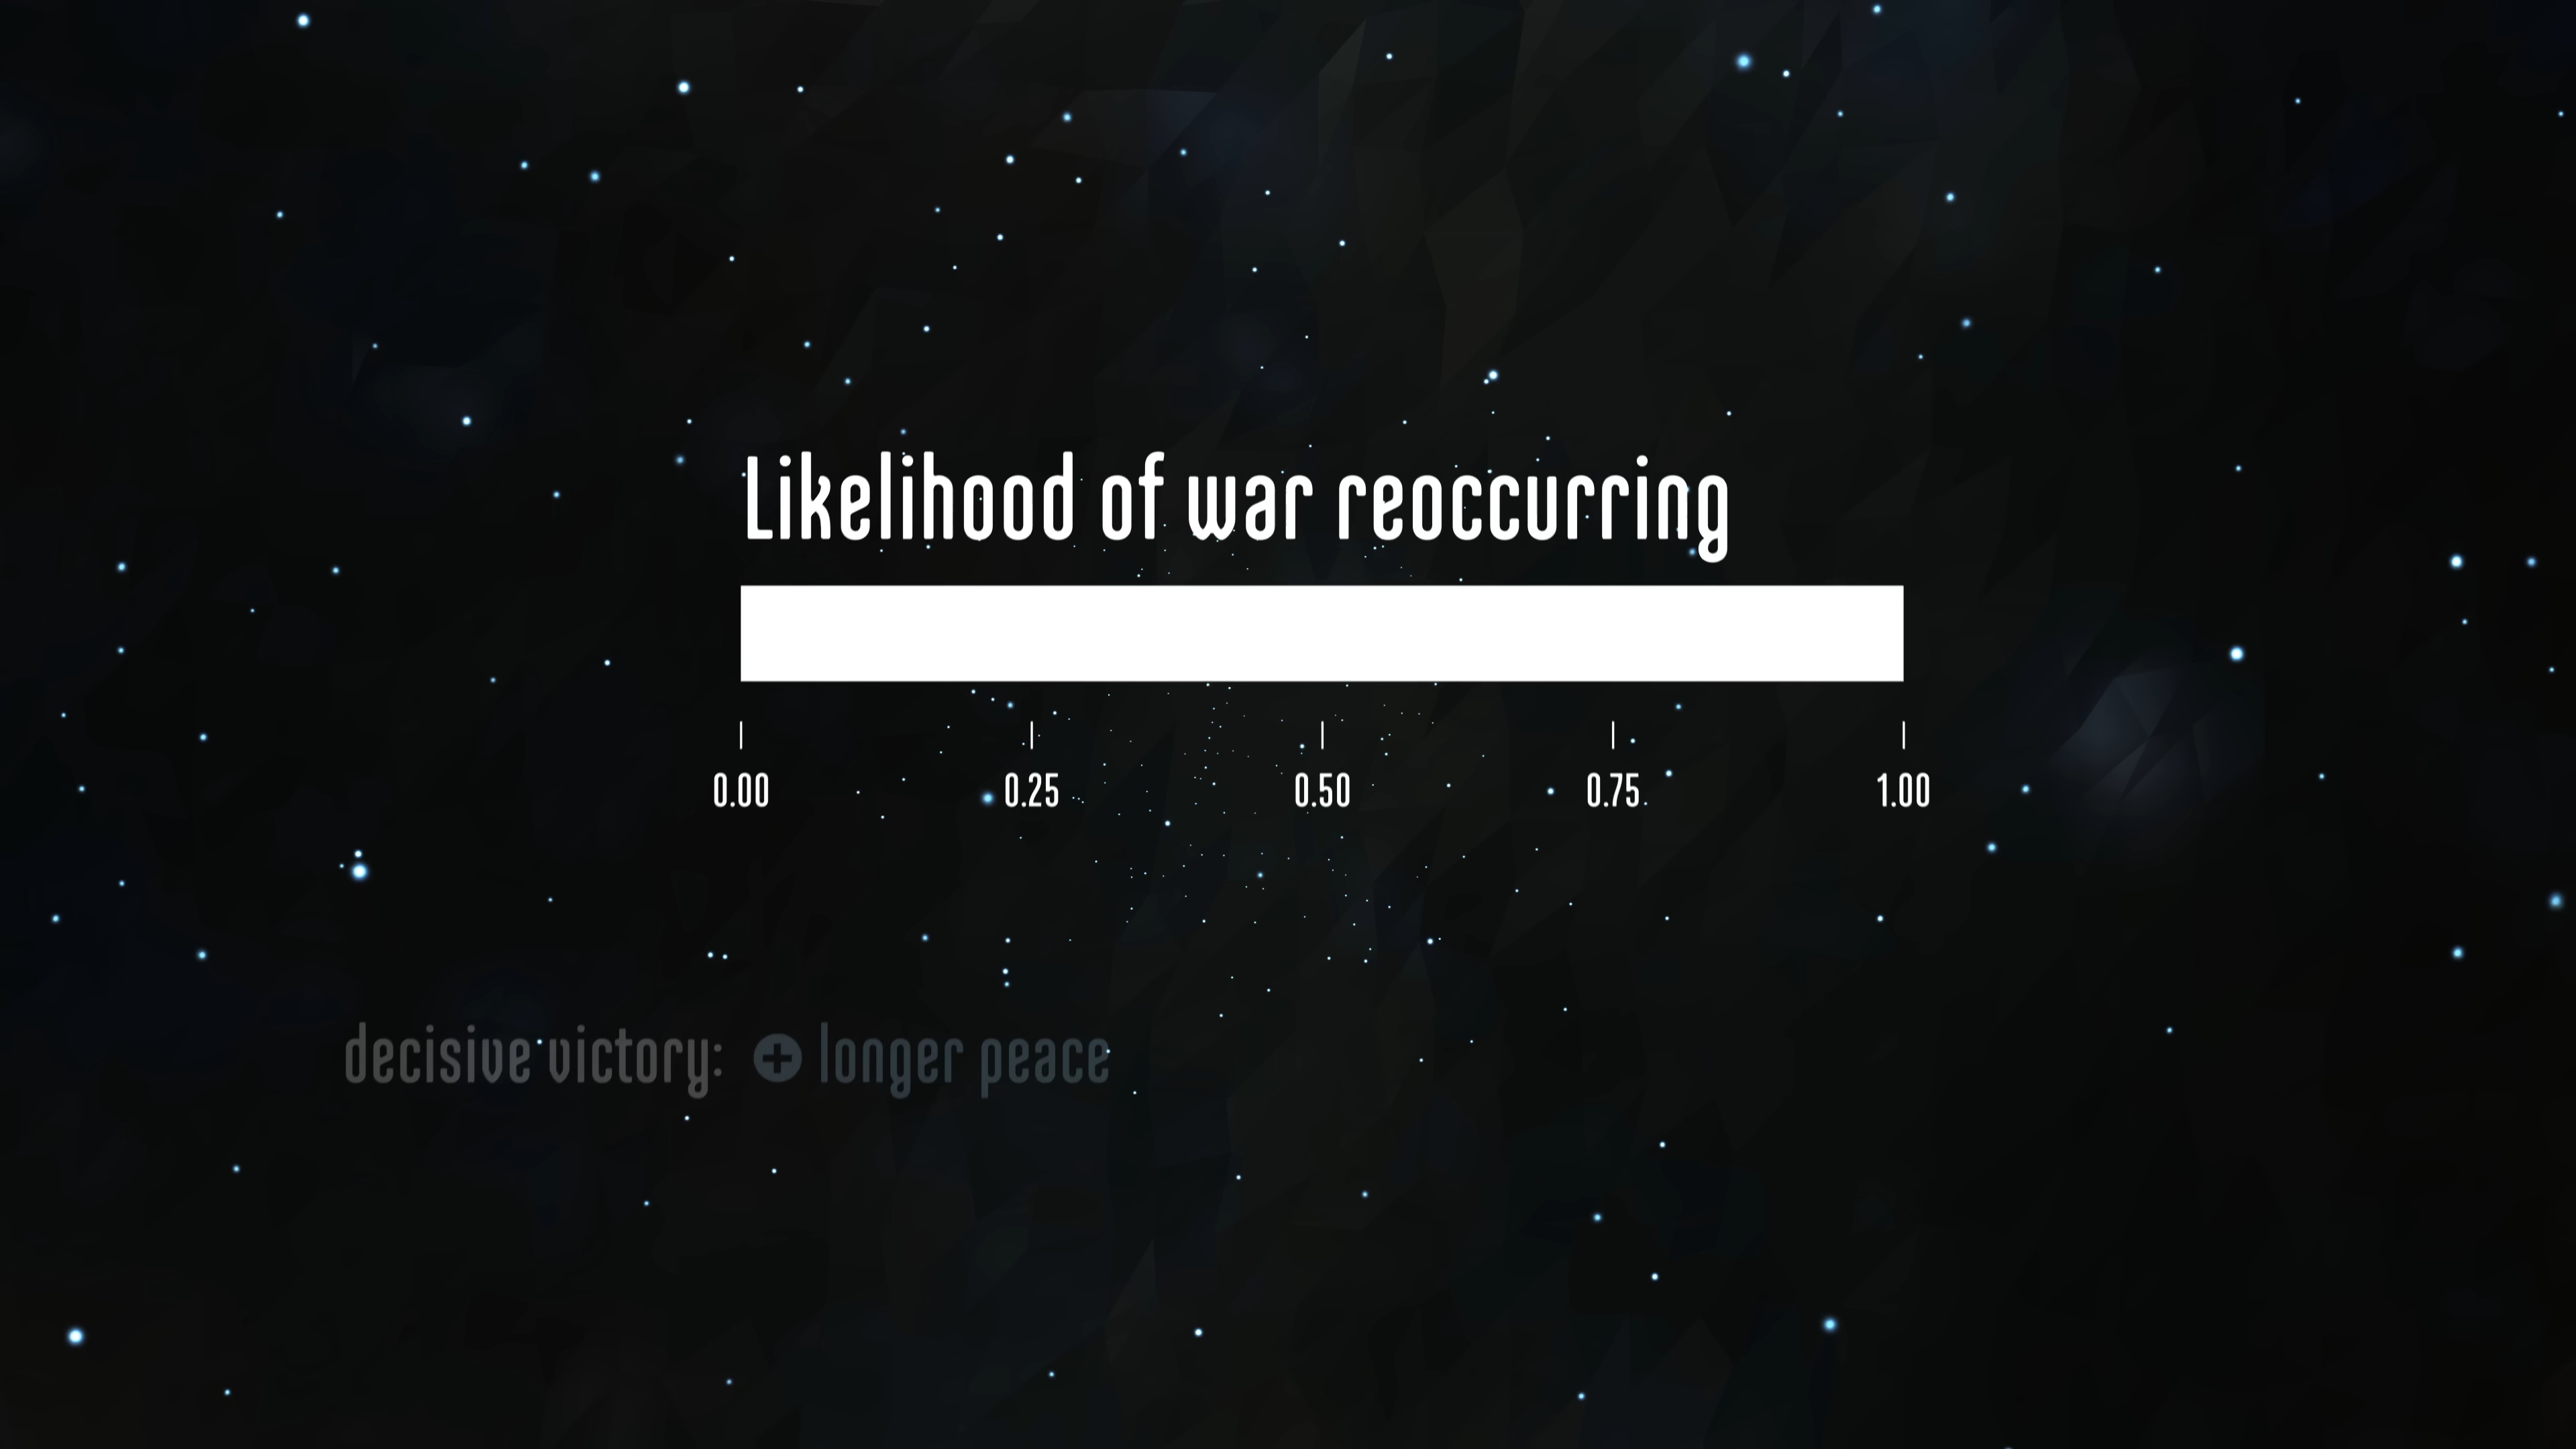 Likelihood of war reoccurring
0.00 0.25 0.50 0.75 1.00
decisive victory: + longer peace